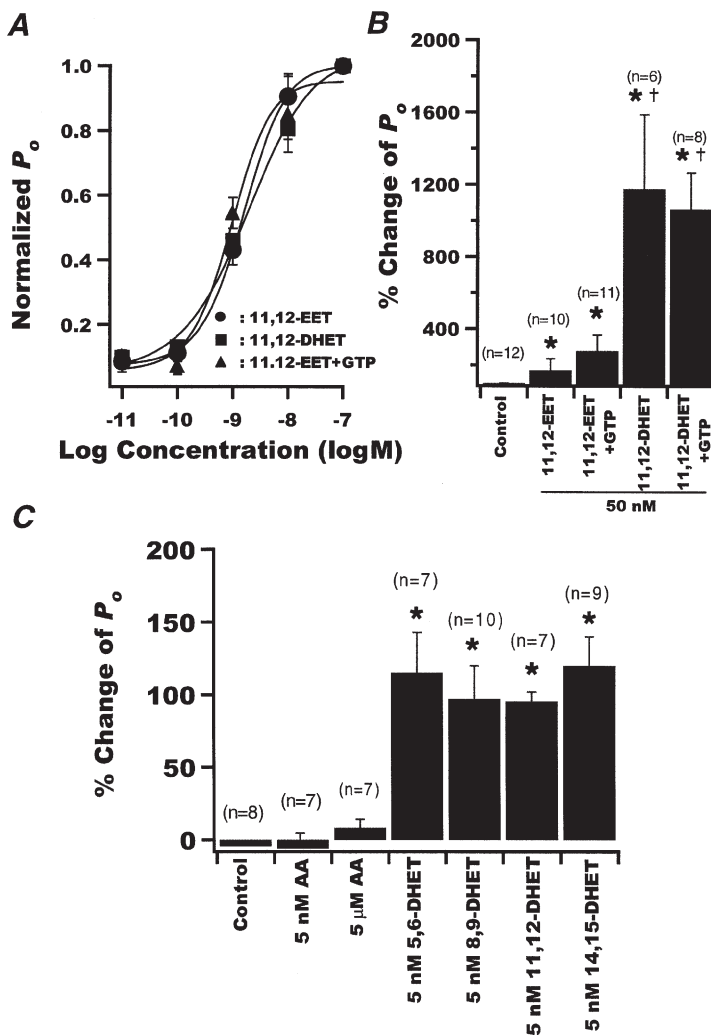 A
Normalized Po
1.0
0.8
0.6
0.4
0.2
: 11,12-EET
: 11,12-DHET
: 11.12-EET+GTP
-11 -10 -9 -8 -7
Log Concentration (logM)
B
% Change of Po
2000
1600
1200
800
400
(n=12)
(n=10)
*
(n=11)
*
(n=6)
* †
(n=8)
* †
Control
11,12-EET
11,12-EET
+GTP
11,12-DHET
11,12-DHET
+GTP
50 nM
C
% Change of Po
200
150
100
50
0
(n=8)
(n=7)
(n=7)
(n=7)
*
(n=10)
*
(n=7)
*
(n=9)
*
Control
5 nM AA
5 μM AA
5 nM 5,6-DHET
5 nM 8,9-DHET
5 nM 11,12-DHET
5 nM 14,15-DHET